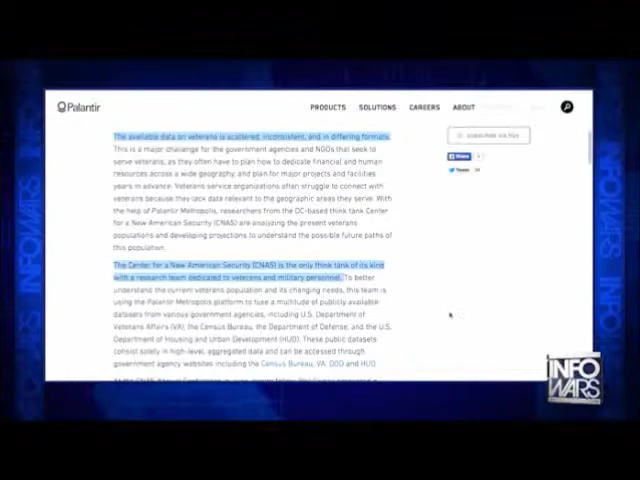 Palantir
PRODUCTS SOLUTIONS CAREERS ABOUT
The available data on veterans is scattered, inconsistent, and in differing formats.
This is a major challenge for the government agencies and NGOs that seek to
serve veterans, as they often have to plan how to dedicate financial and human
resources across a wide geography, and plan for major projects and facilities
years in advance. Veterans service organizations often struggle to connect with
veterans because they lack data relevant to the geographic areas they serve. With
the help of Palantir Metropolis, researchers from the DC-based think tank Center
for a New American Security (CNAS) are analyzing the present veterans
populations and developing projections to understand the possible future paths of
this population.
The Center for a New American Security (CNAS) is the only think tank of its kind
with a research team dedicated to veterans and military personnel. To better
understand the current veterans population and its changing needs, this team is
using the Palantir Metropolis platform to fuse a multitude of publicly available
datasets from various government agencies, including U.S. Department of
Veterans Affairs (VA), the Census Bureau, the Department of Defense, and the U.S.
Department of Housing and Urban Development (HUD). These public datasets
consist solely in high-level, aggregated data and can be accessed through
government agency websites including the Census Bureau, VA, DOD and HUD.
SUBSCRIBE VIA RSS
Share
Tweet
INFOWARS
INFOWARS
INFO
WARS